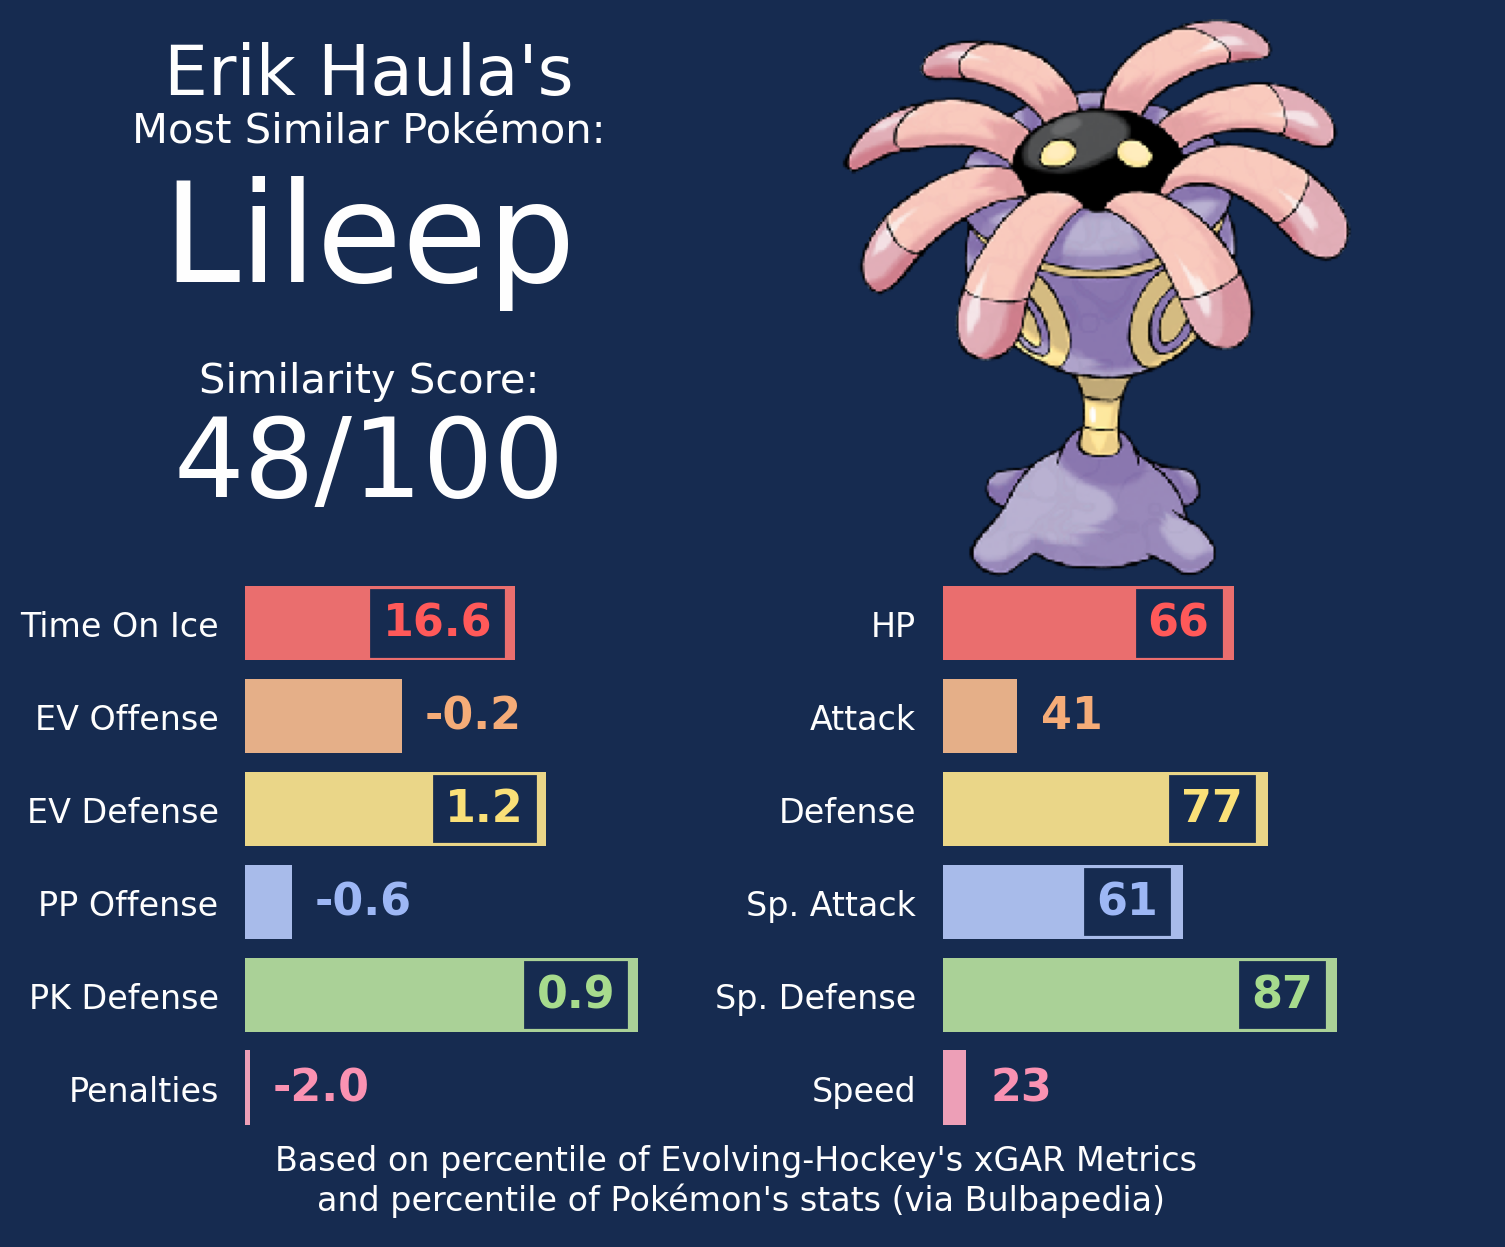 Erik Haula's
Most Similar Pokémon:
Lileep
Similarity Score:
48/100
Time On Ice 16.6
EV Offense -0.2
EV Defense 1.2
PP Offense -0.6
PK Defense 0.9
Penalties -2.0
HP 66
Attack 41
Defense 77
Sp. Attack 61
Sp. Defense 87
Speed 23
Based on percentile of Evolving-Hockey's xGAR Metrics
and percentile of Pokémon's stats (via Bulbapedia)